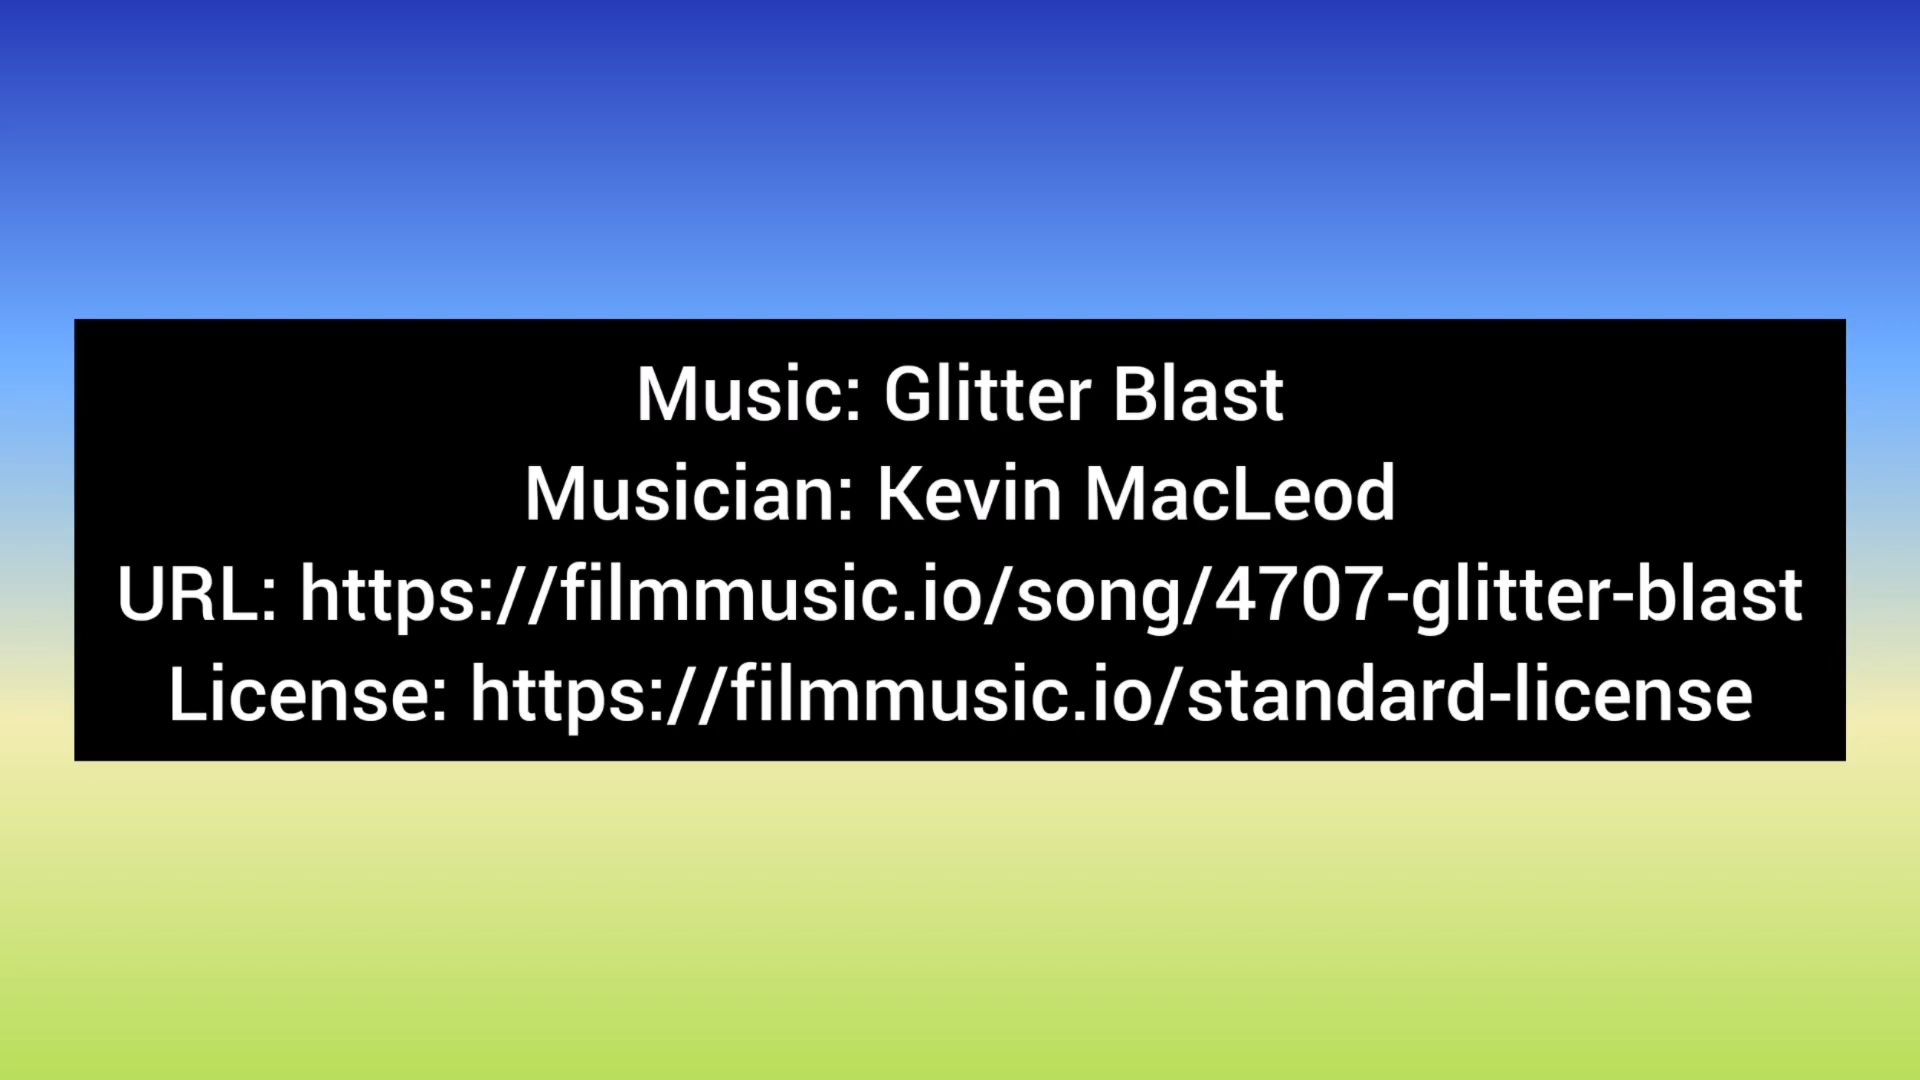 Music: Glitter Blast
Musician: Kevin MacLeod
URL: https://filmmusic.io/song/4707-glitter-blast
License: https://filmmusic.io/standard-license